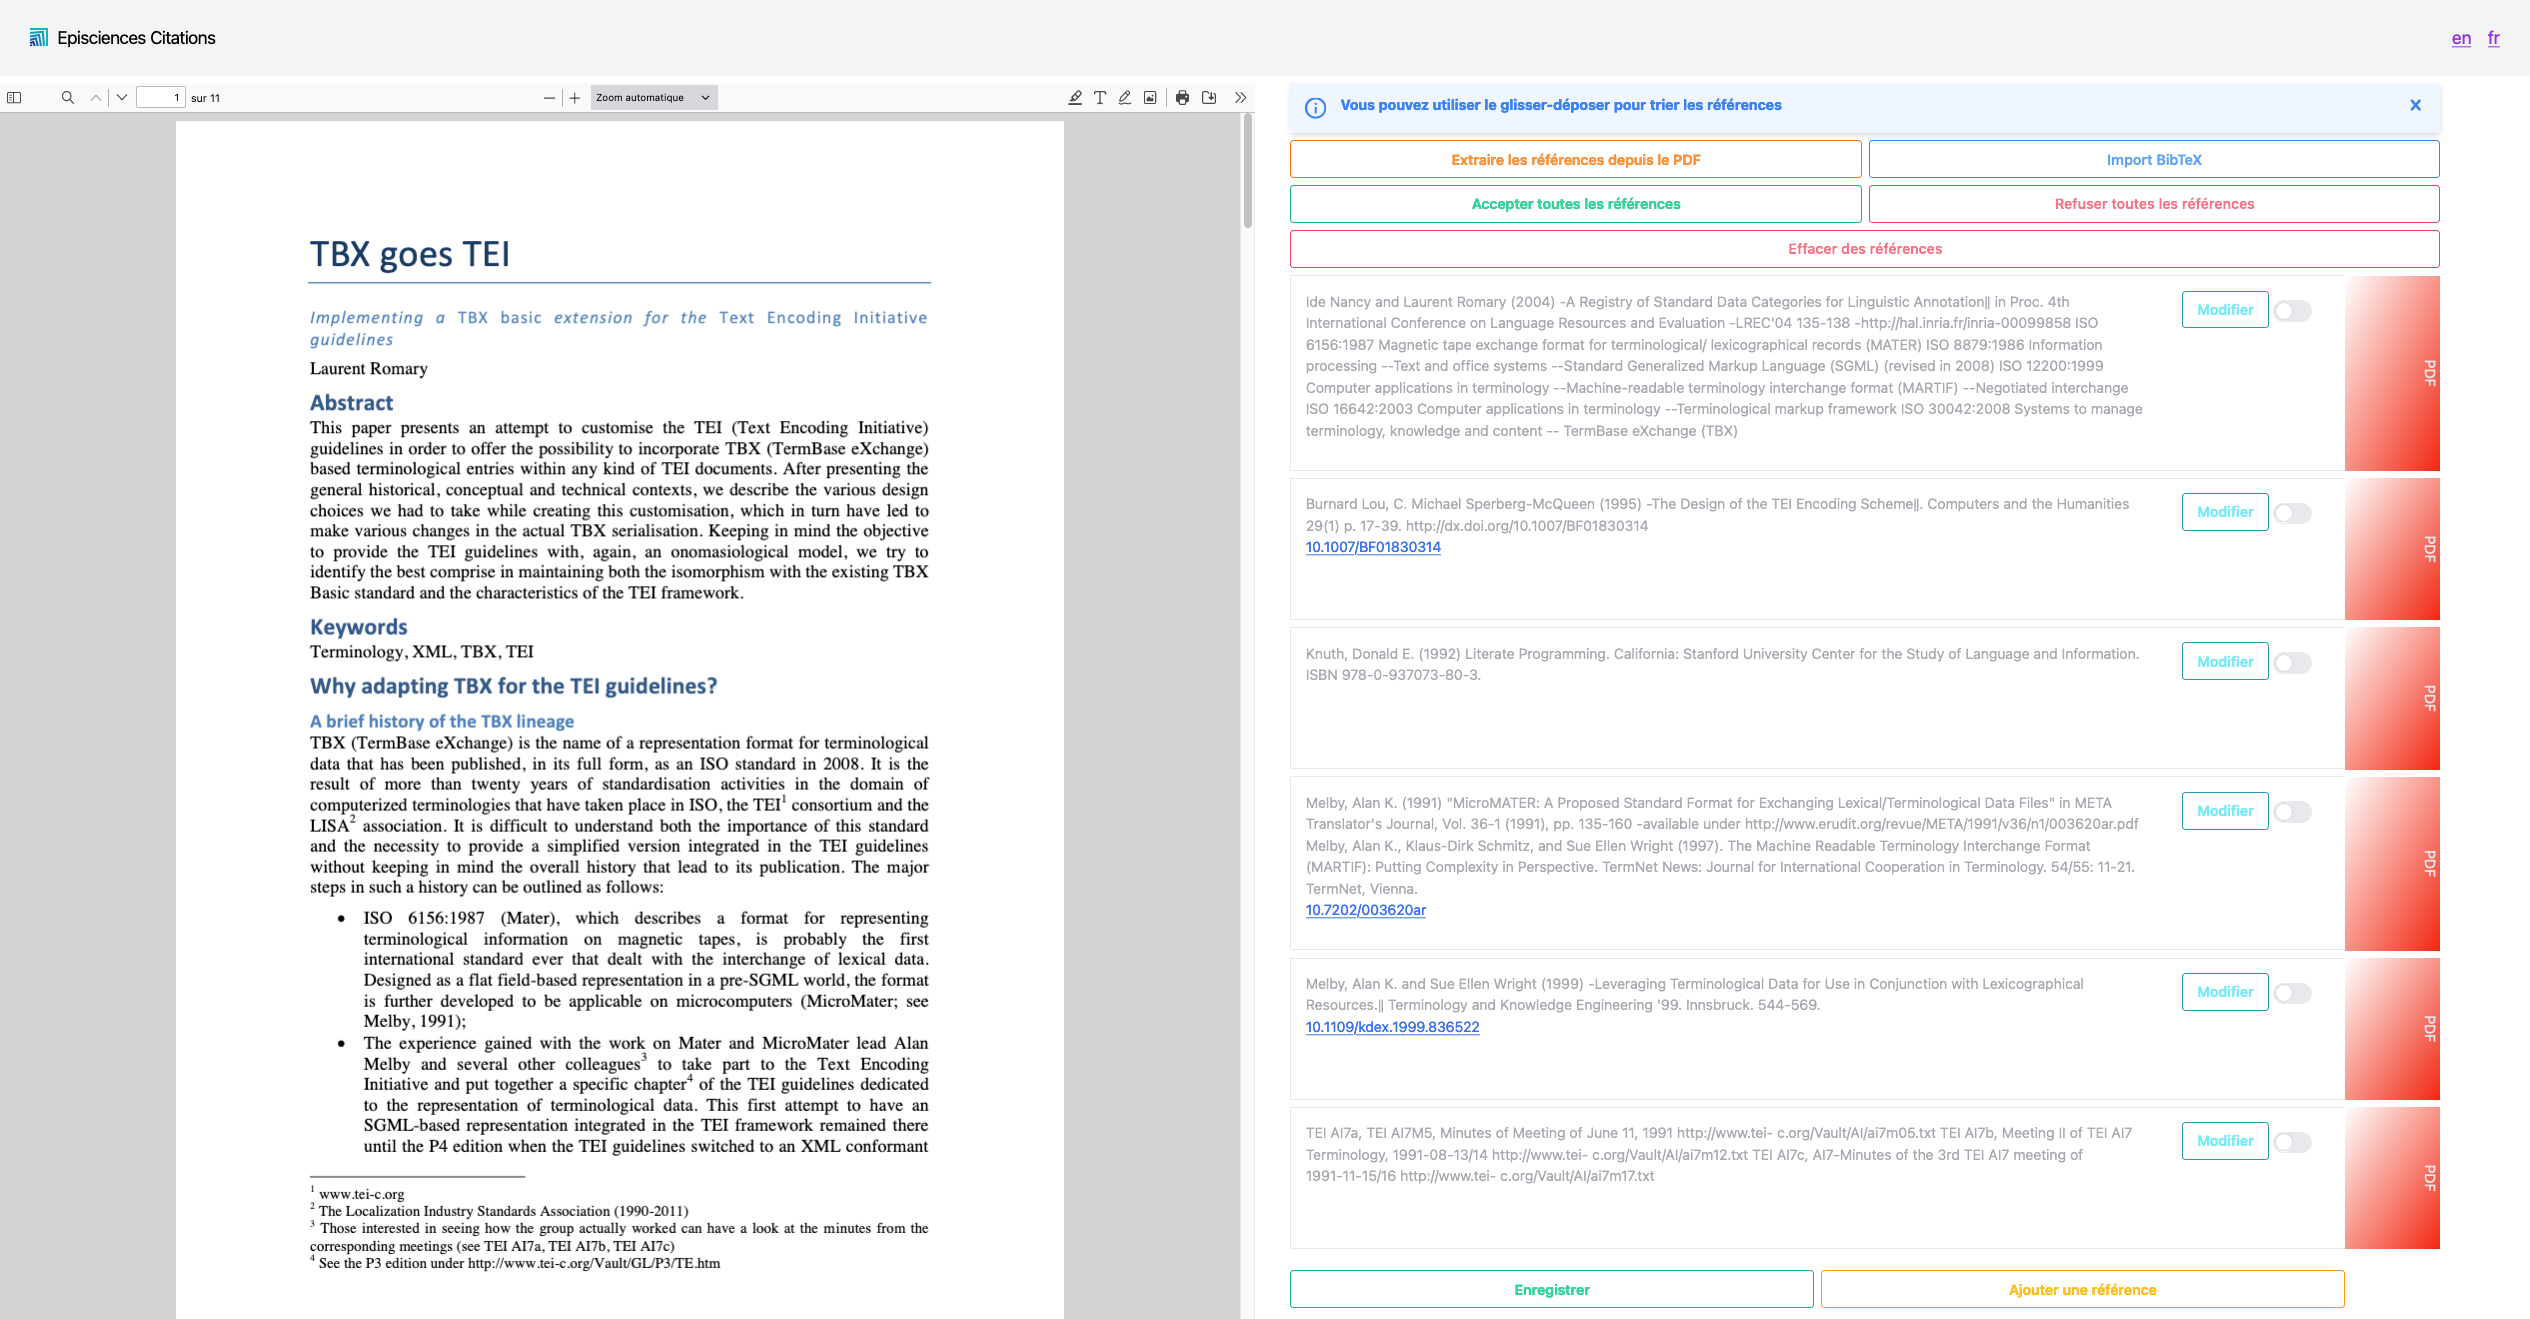 Episciences Citations
en fr
1 sur 11
Zoom automatique
TBX goes TEI
Implementing a TBX basic extension for the Text Encoding Initiative
guidelines
Laurent Romary
Abstract
This paper presents an attempt to customise the TEI (Text Encoding Initiative)
guidelines in order to offer the possibility to incorporate TBX (TermBase eXchange)
based terminological entries within any kind of TEI documents. After presenting the
general historical, conceptual and technical contexts, we describe the various design
choices we had to take while creating this customisation, which in turn have led to
make various changes in the actual TBX serialisation. Keeping in mind the objective
to provide the TEI guidelines with, again, an onomasiological model, we try to
identify the best comprise in maintaining both the isomorphism with the existing TBX
Basic standard and the characteristics of the TEI framework.
Keywords
Terminology, XML, TBX, TEI
Why adapting TBX for the TEI guidelines?
A brief history of the TBX lineage
TBX (TermBase eXchange) is the name of a representation format for terminological
data that has been published, in its full form, as an ISO standard in 2008. It is the
result of more than twenty years of standardisation activities in the domain of
computerized terminologies that have taken place in ISO, the TEI1 consortium and the
LISA2 association. It is difficult to understand both the importance of this standard
and the necessity to provide a simplified version integrated in the TEI guidelines
without keeping in mind the overall history that lead to its publication. The major
steps in such a history can be outlined as follows:
• ISO 6156:1987 (Mater), which describes a format for representing
terminological information on magnetic tapes, is probably the first
international standard ever that dealt with the interchange of lexical data.
Designed as a flat field-based representation in a pre-SGML world, the format
is further developed to be applicable on microcomputers (MicroMater; see
Melby, 1991);
• The experience gained with the work on Mater and MicroMater lead Alan
Melby and several other colleagues3 to take part to the Text Encoding
Initiative and put together a specific chapter4 of the TEI guidelines dedicated
to the representation of terminological data. This first attempt to have an
SGML-based representation integrated in the TEI framework remained there
until the P4 edition when the TEI guidelines switched to an XML conformant
1 www.tei-c.org
2 The Localization Industry Standards Association (1990-2011)
3 Those interested in seeing how the group actually worked can have a look at the minutes from the
corresponding meetings (see TEI AI7a, TEI AI7b, TEI AI7c)
4 See the P3 edition under http://www.tei-c.org/Vault/GL/P3/TE.htm
Vous pouvez utiliser le glisser-déposer pour trier les références
Extraire les références depuis le PDF
Import BibTeX
Accepter toutes les références
Refuser toutes les références
Effacer des références
Ide Nancy and Laurent Romary (2004) -A Registry of Standard Data Categories for Linguistic Annotation‖ in Proc. 4th
International Conference on Language Resources and Evaluation -LREC'04 135-138 -http://hal.inria.fr/inria-00099858 ISO
6156:1987 Magnetic tape exchange format for terminological/ lexicographical records (MATER) ISO 8879:1986 Information
processing --Text and office systems --Standard Generalized Markup Language (SGML) (revised in 2008) ISO 12200:1999
Computer applications in terminology --Machine-readable terminology interchange format (MARTIF) --Negotiated interchange
ISO 16642:2003 Computer applications in terminology --Terminological markup framework ISO 30042:2008 Systems to manage
terminology, knowledge and content -- TermBase eXchange (TBX)
Modifier
PDF
Burnard Lou, C. Michael Sperberg-McQueen (1995) -The Design of the TEI Encoding Scheme‖. Computers and the Humanities
29(1) p. 17-39. http://dx.doi.org/10.1007/BF01830314
10.1007/BF01830314
Modifier
PDF
Knuth, Donald E. (1992) Literate Programming. California: Stanford University Center for the Study of Language and Information.
ISBN 978-0-937073-80-3.
Modifier
PDF
Melby, Alan K. (1991) "MicroMATER: A Proposed Standard Format for Exchanging Lexical/Terminological Data Files" in META
Translator's Journal, Vol. 36-1 (1991), pp. 135-160 -available under http://www.erudit.org/revue/META/1991/v36/n1/003620ar.pdf
Melby, Alan K., Klaus-Dirk Schmitz, and Sue Ellen Wright (1997). The Machine Readable Terminology Interchange Format
(MARTIF): Putting Complexity in Perspective. TermNet News: Journal for International Cooperation in Terminology. 54/55: 11-21.
TermNet, Vienna.
10.7202/003620ar
Modifier
PDF
Melby, Alan K. and Sue Ellen Wright (1999) -Leveraging Terminological Data for Use in Conjunction with Lexicographical
Resources.‖ Terminology and Knowledge Engineering '99. Innsbruck. 544-569.
10.1109/kdex.1999.836522
Modifier
PDF
TEI AI7a, TEI AI7M5, Minutes of Meeting of June 11, 1991 http://www.tei- c.org/Vault/AI/ai7m05.txt TEI AI7b, Meeting II of TEI AI7
Terminology, 1991-08-13/14 http://www.tei- c.org/Vault/AI/ai7m12.txt TEI AI7c, AI7-Minutes of the 3rd TEI AI7 meeting of
1991-11-15/16 http://www.tei- c.org/Vault/AI/ai7m17.txt
Modifier
PDF
Enregistrer
Ajouter une référence